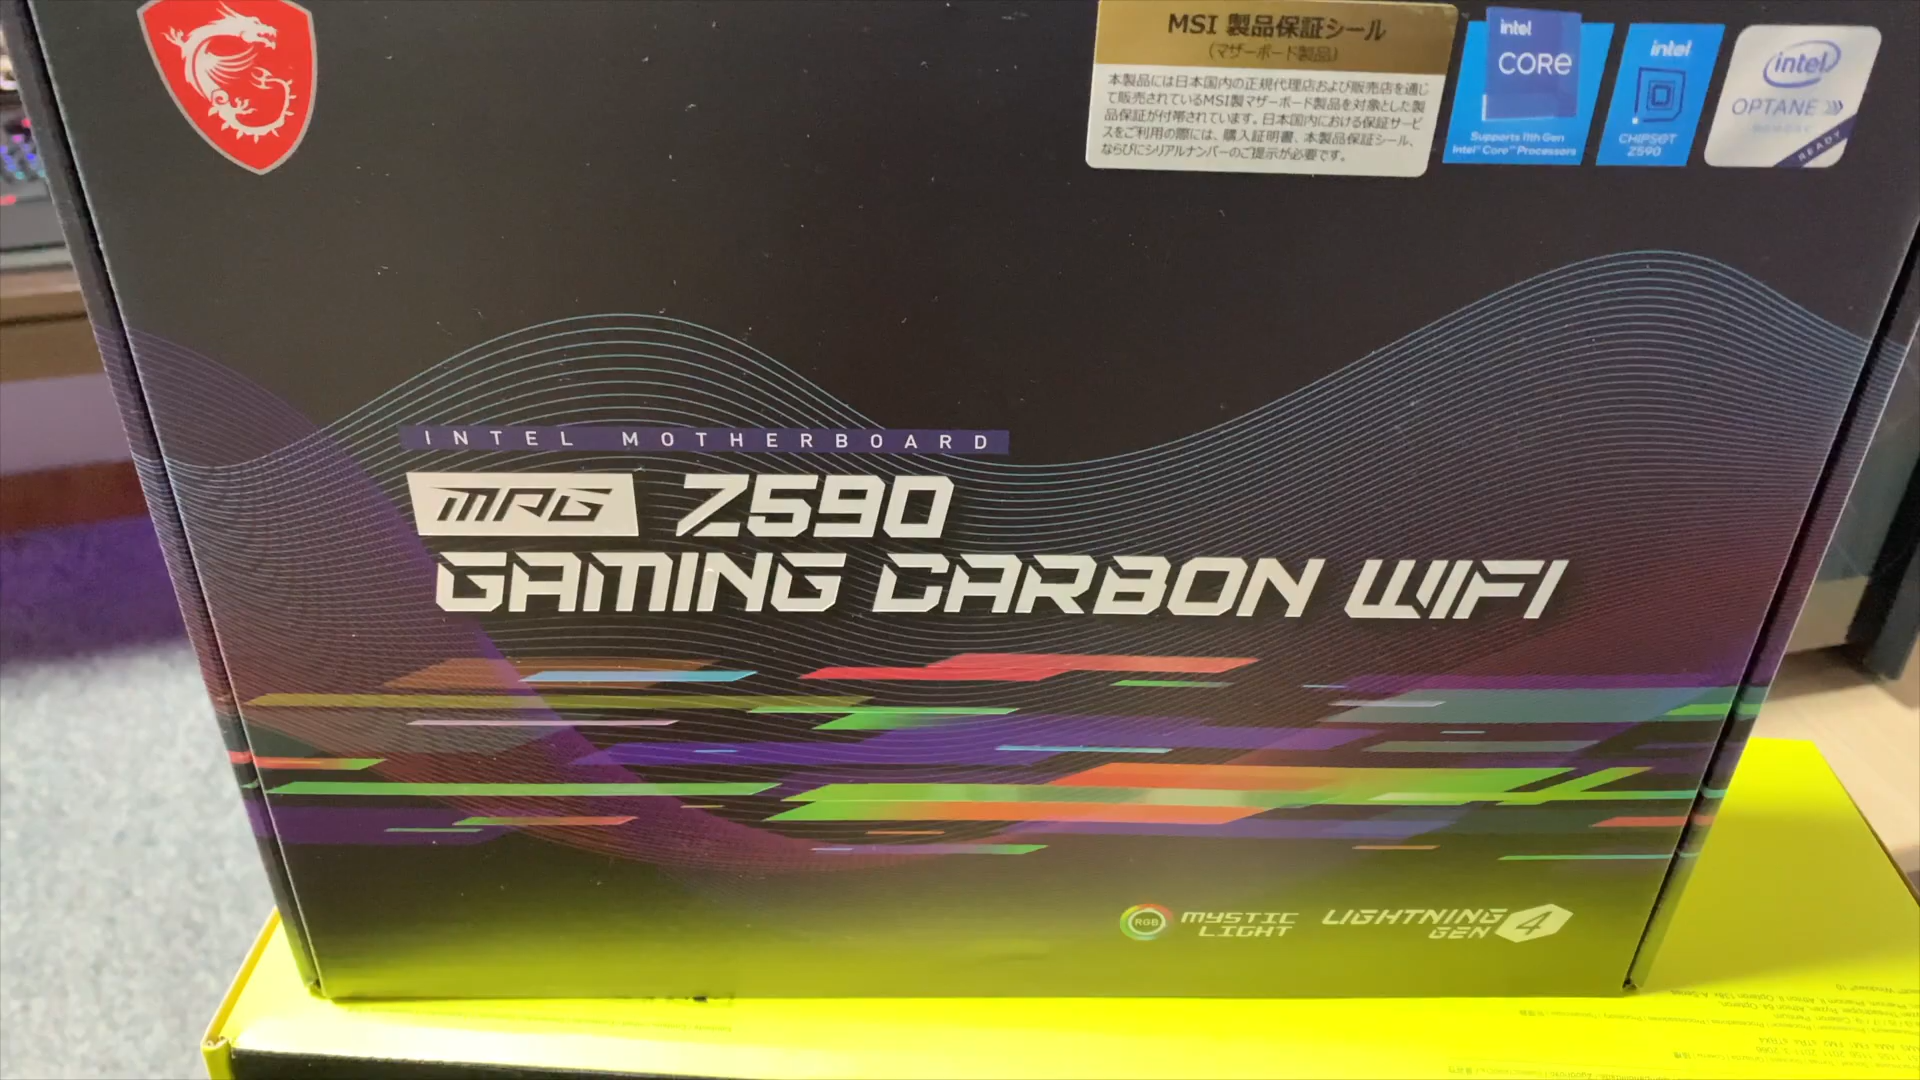 MSI 製品保証シール
（マザーボード製品）
本製品には日本国内の正規代理店および販売店を通じ
て販売されているMSI製マザーボード製品を対象とした製
品保証が付帯されています。日本国内における保証サービ
スをご利用の際には、購入証明書、本製品保証シール、
ならびにシリアルナンバーのご提示が必要です。
intel
CORE
Supports 11th Gen
Intel® Core™ Processors
intel
CHIPSET
Z590
intel
OPTANE
MEMORY
READY
INTEL MOTHERBOARD
MPG Z590
GAMING CARBON WIFI
RGB MYSTIC
LIGHT
LIGHTNING
GEN 4